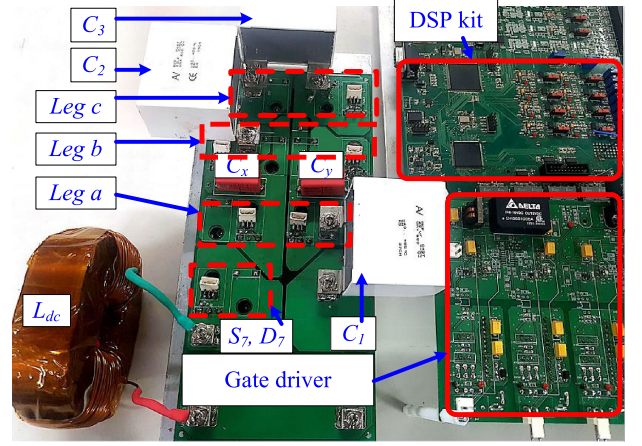 C3
DSP kit
C2
Leg c
Leg b
Cx
Cy
Leg a
DELTA
Ldc
S7, D7
C1
Gate driver